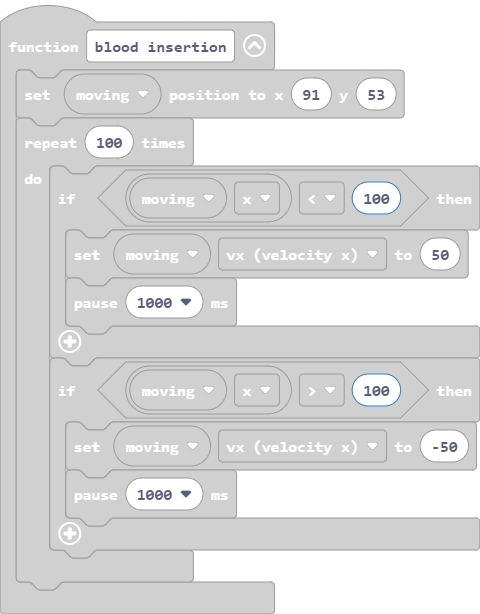 function blood insertion
set moving position to x 91 y 53
repeat 100 times
do
if moving x < 100 then
set moving vx (velocity x) to 50
pause 1000 ms
if moving x > 100 then
set moving vx (velocity x) to -50
pause 1000 ms